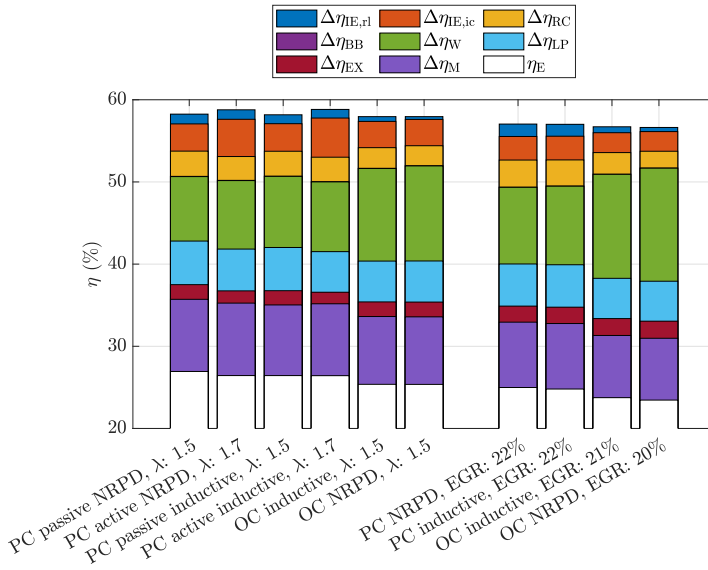 Δη_IE,rl Δη_IE,ic Δη_RC
Δη_BB Δη_W Δη_LP
Δη_EX Δη_M η_E
60
50
40
30
20
η (%)
PC passive NRPD, λ: 1.5
PC active NRPD, λ: 1.7
PC passive inductive, λ: 1.5
PC active inductive, λ: 1.7
OC inductive, λ: 1.5
OC NRPD, λ: 1.5
PC NRPD, EGR: 22%
PC inductive, EGR: 22%
OC inductive, EGR: 21%
OC NRPD, EGR: 20%